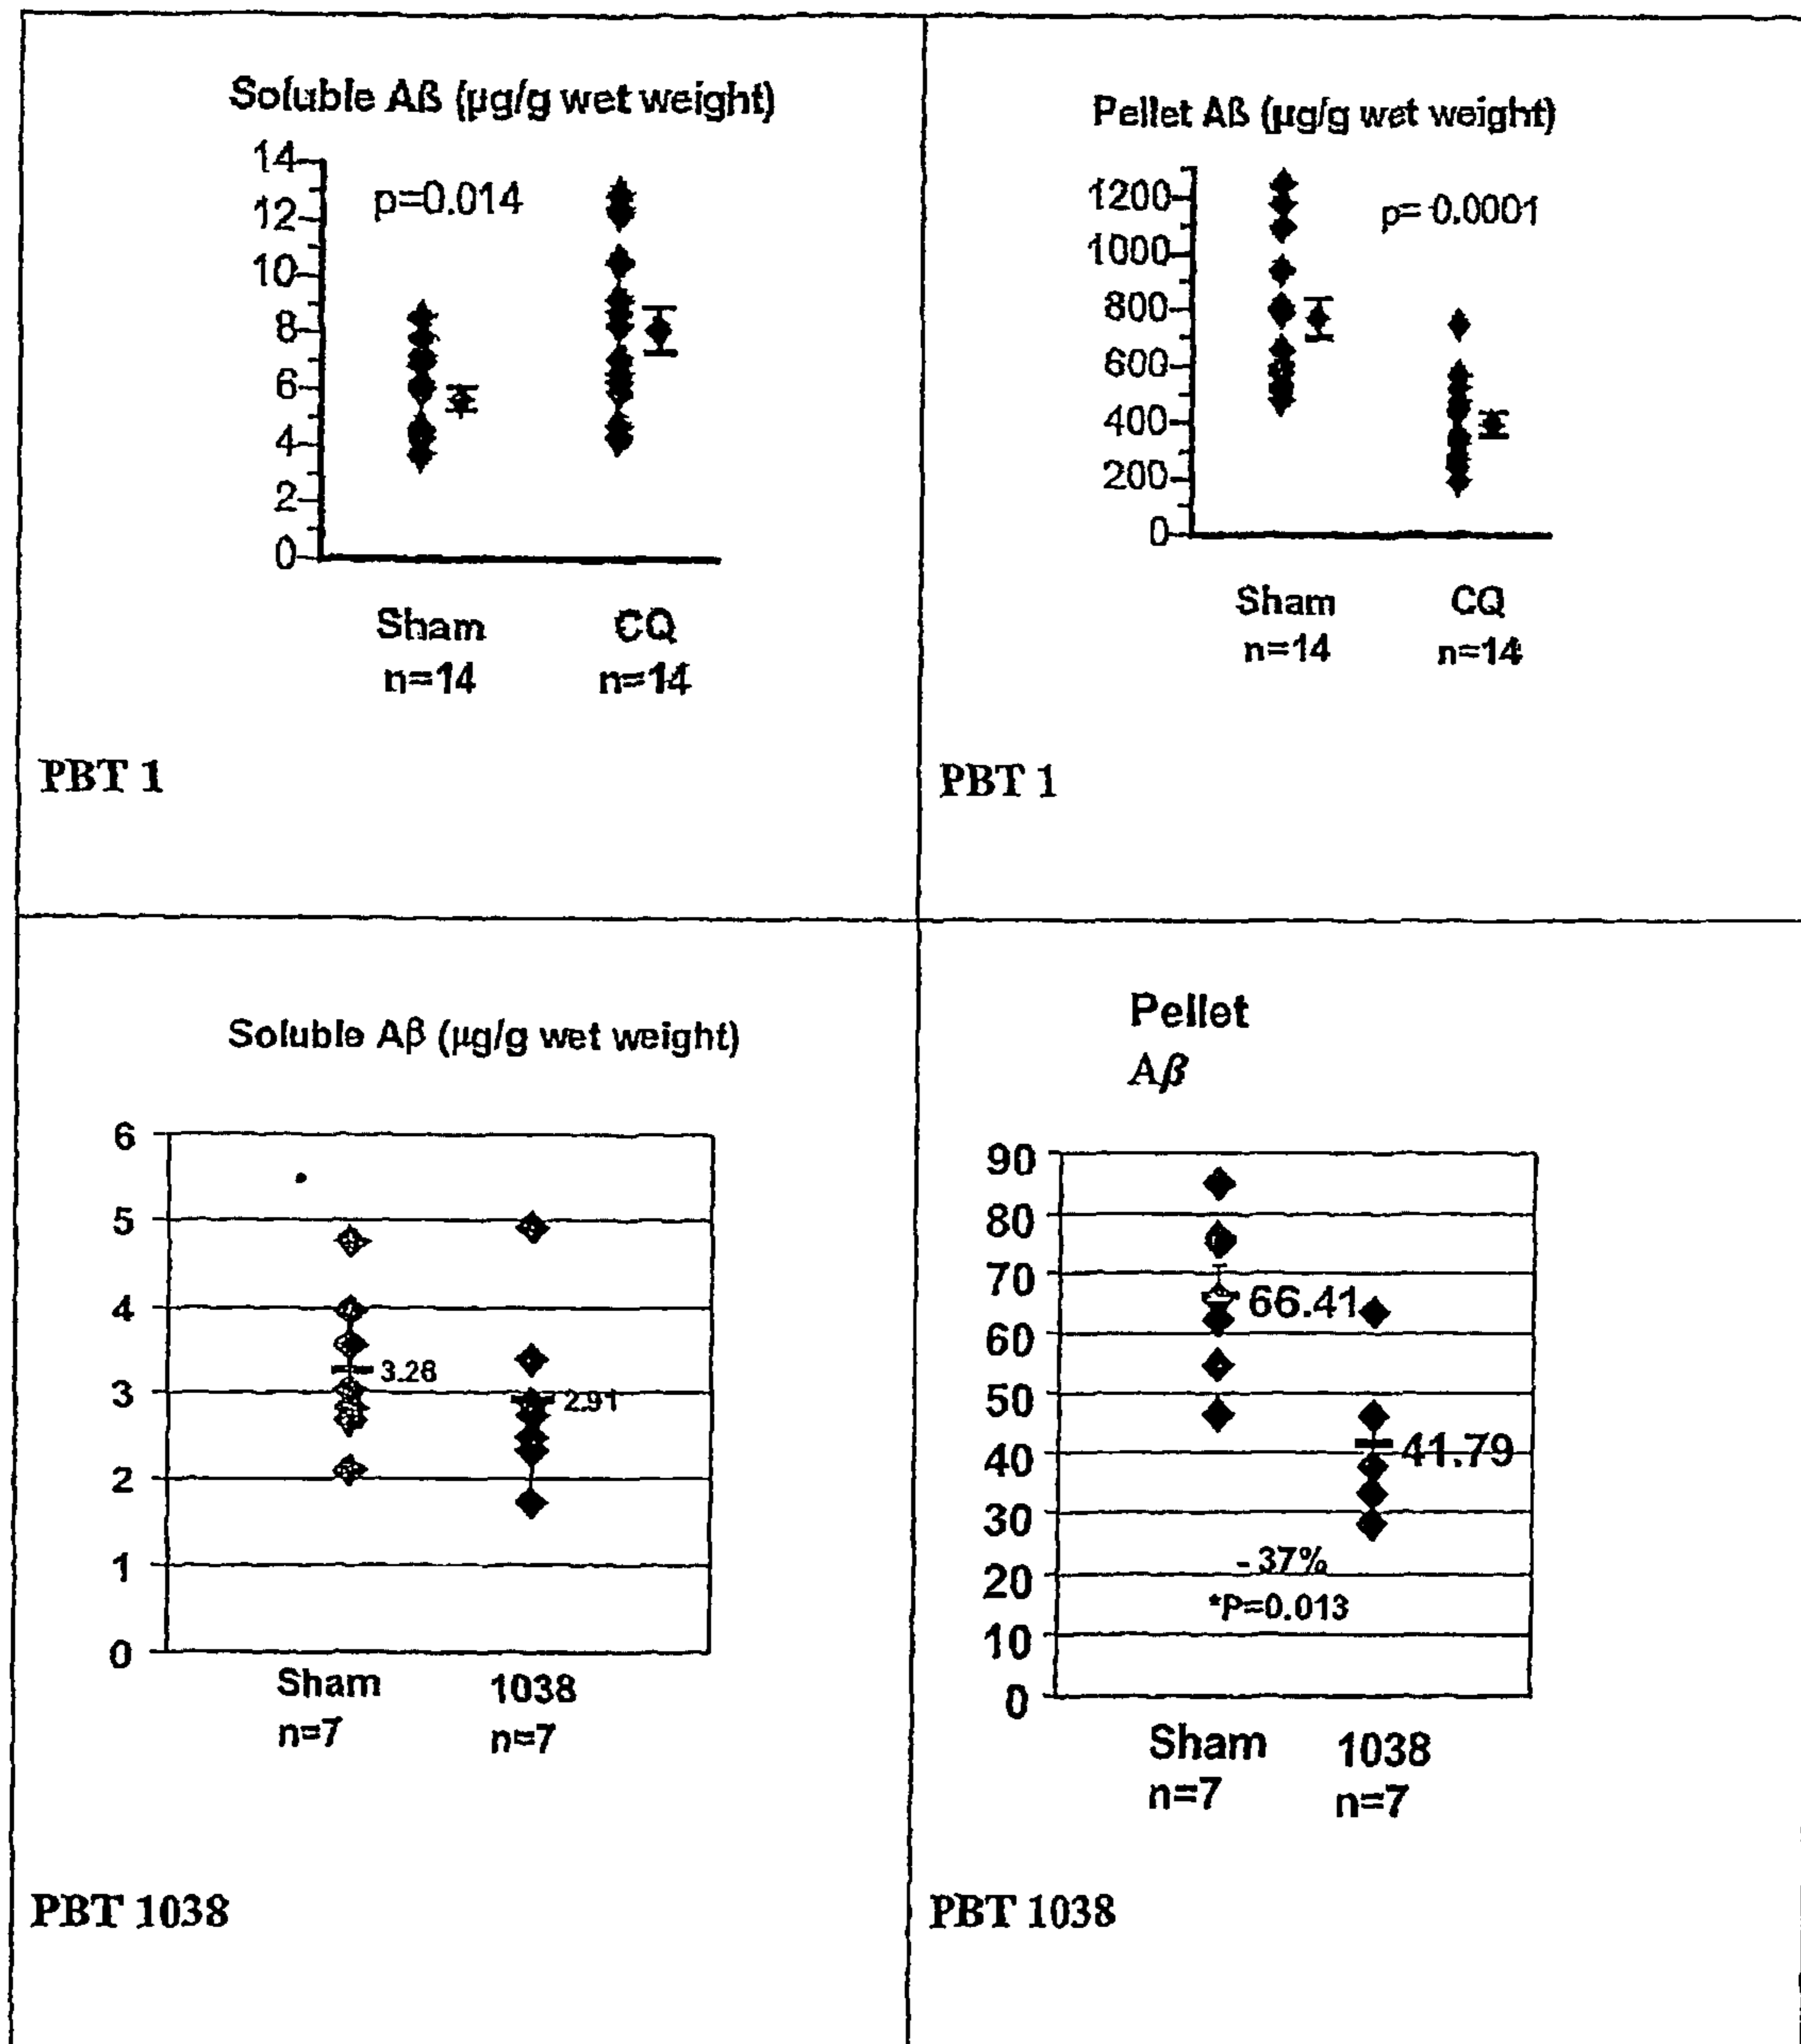 Soluble Aß (µg/g wet weight)
14
12
10
8
6
4
2
0
p=0.014
Sham
n=14
CQ
n=14
PBT 1
Pellet Aß (µg/g wet weight)
1200
1000
800
600
400
200
0
p= 0.0001
Sham
n=14
CQ
n=14
PBT 1
Soluble Aβ (µg/g wet weight)
6
5
4
3
2
1
0
3.28
2.91
Sham
n=7
1038
n=7
PBT 1038
Pellet
Aβ
90
80
70
60
50
40
30
20
10
0
66.41
41.79
- 37%
*P=0.013
Sham
n=7
1038
n=7
PBT 1038